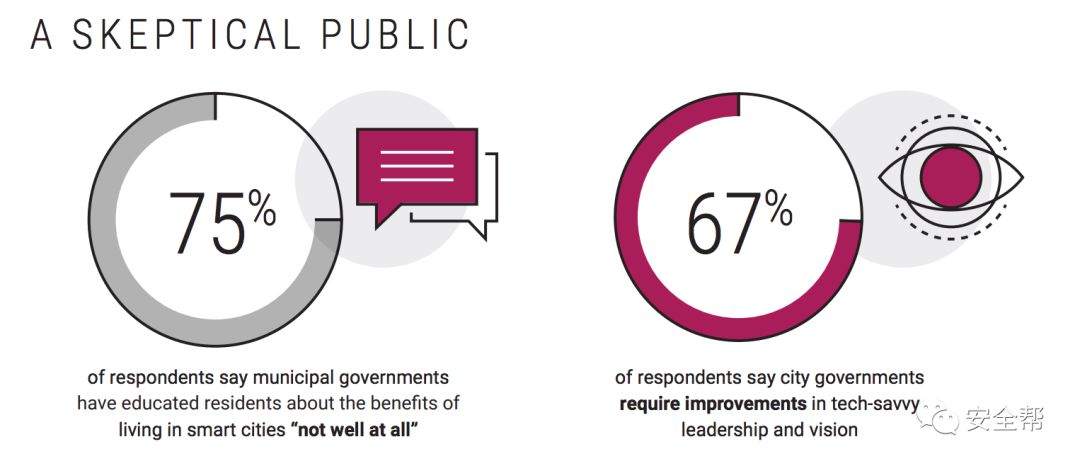 A SKEPTICAL PUBLIC
75%
67%
of respondents say municipal governments
have educated residents about the benefits of
living in smart cities “not well at all”
of respondents say city governments
require improvements in tech-savvy
leadership and vision
安全帮